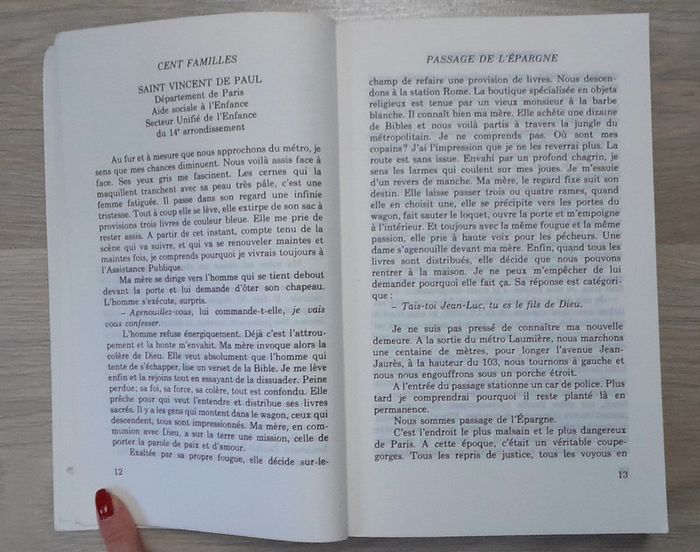 CENT FAMILLES
SAINT VINCENT DE PAUL
Département de Paris
Aide sociale à l'Enfance
Secteur Unifié de l'Enfance
du 14e arrondissement
Au fur et à mesure que nous approchons du métro, je
sens que mes chances diminuent. Nous voilà assis face à
face. Ses yeux gris me fascinent. Les cernes qui la
maquillent tranchent avec sa peau très pâle, c'est une
femme fatiguée. Il passe dans son regard une infinie
tristesse. Tout à coup elle se lève, elle extirpe de son sac à
provisions trois livres de couleur bleue. Elle me prie de
rester assis. A partir de cet instant, compte tenu de la
scène qui va suivre, et qui va se renouveler maintes et
maintes fois, je comprends pourquoi je vivrais toujours à
l'Assistance Publique.
Ma mère se dirige vers l'homme qui se tient debout
devant la porte et lui demande d'ôter son chapeau.
L'homme s'exécute, surpris.
– Agenouillez-vous, lui commande-t-elle, je vais
vous confesser.
L'homme refuse énergiquement. Déjà c'est l'attrou-
pement et la honte m'envahit. Ma mère invoque alors la
colère de Dieu. Elle veut absolument que l'homme qui
tente de s'échapper, lise un verset de la Bible. Je me lève
enfin et la rejoins tout en essayant de la dissuader. Peine
perdue; sa foi, sa force, sa colère, tout est confondu. Elle
prêche pour qui veut l'entendre et distribue ses livres
sacrés. Il y a les gens qui montent dans le wagon, ceux qui
descendent, tous sont impressionnés. Ma mère, en com-
munion avec Dieu, a sur la terre une mission, celle de
porter la parole de paix et d'amour.
Exaltée par sa propre fougue, elle décide sur-le-
12
PASSAGE DE L'ÉPARGNE
champ de refaire une provision de livres. Nous descen-
dons à la station Rome. La boutique spécialisée en objets
religieux est tenue par un vieux monsieur à la barbe
blanche. Il connaît bien ma mère. Elle achète une dizaine
de Bibles et nous voilà partis à travers la jungle du
métropolitain. Je ne comprends pas. Où sont mes
copains? J'ai l'impression que je ne les reverrai plus. La
route est sans issue. Envahi par un profond chagrin, je
sens les larmes qui coulent sur mes joues. Je m'essuie
d'un revers de manche. Ma mère, le regard fixe suit son
destin. Elle laisse passer trois ou quatre rames, quand
elle en choisit une, elle se précipite vers les portes du
wagon, fait sauter le loquet, ouvre la porte et m'empoigne
à l'intérieur. Et toujours avec la même fougue et la même
passion, elle prie à haute voix pour les pécheurs. Une
dame s'agenouille devant ma mère. Enfin, quand tous les
livres sont distribués, elle décide que nous pouvons
rentrer à la maison. Je ne peux m'empêcher de lui
demander pourquoi elle fait ça. Sa réponse est catégori-
que :
– Tais-toi Jean-Luc, tu es le fils de Dieu.
Je ne suis pas pressé de connaître ma nouvelle
demeure. A la sortie du métro Laumière, nous marchons
une centaine de mètres, pour longer l'avenue Jean-
Jaurès, à la hauteur du 103, nous tournons à gauche et
nous nous engouffrons sous un porche étroit.
A l'entrée du passage stationne un car de police. Plus
tard je comprendrai pourquoi il reste planté là en
permanence.
Nous sommes passage de l'Épargne.
C'est l'endroit le plus malsain et le plus dangereux
de Paris. A cette époque, c'était un véritable coupe-
gorges. Tous les repris de justice, tous les voyous en
13